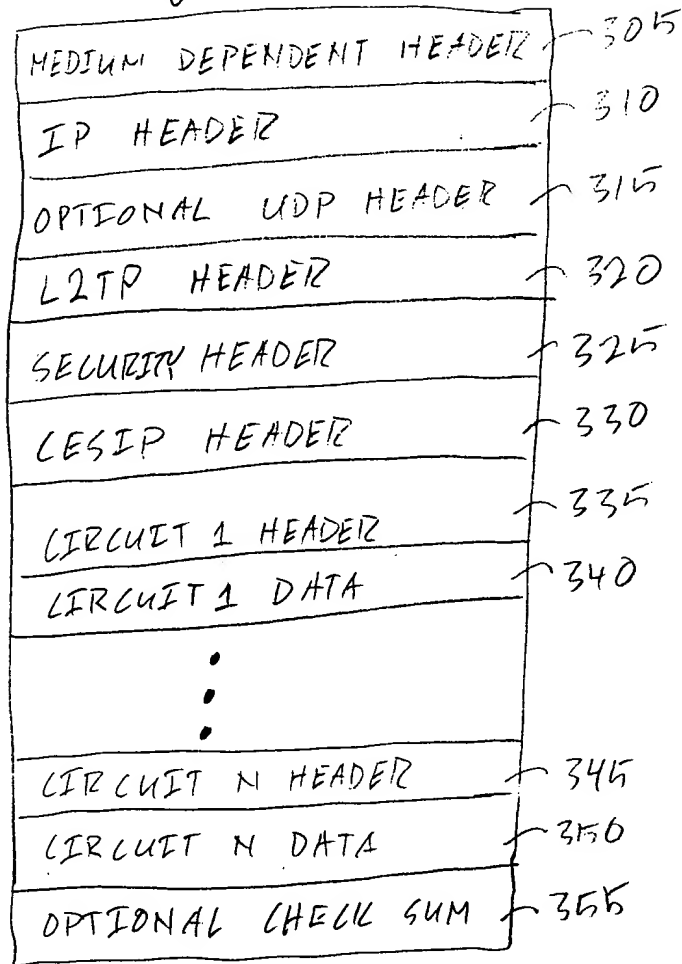 MEDIUM DEPENDENT HEADER 305
IP HEADER 310
OPTIONAL UDP HEADER 315
L2TP HEADER 320
SECURITY HEADER 325
CESIP HEADER 330
CIRCUIT 1 HEADER 335
CIRCUIT 1 DATA 340
CIRCUIT N HEADER 345
CIRCUIT N DATA 350
OPTIONAL CHECK SUM 355